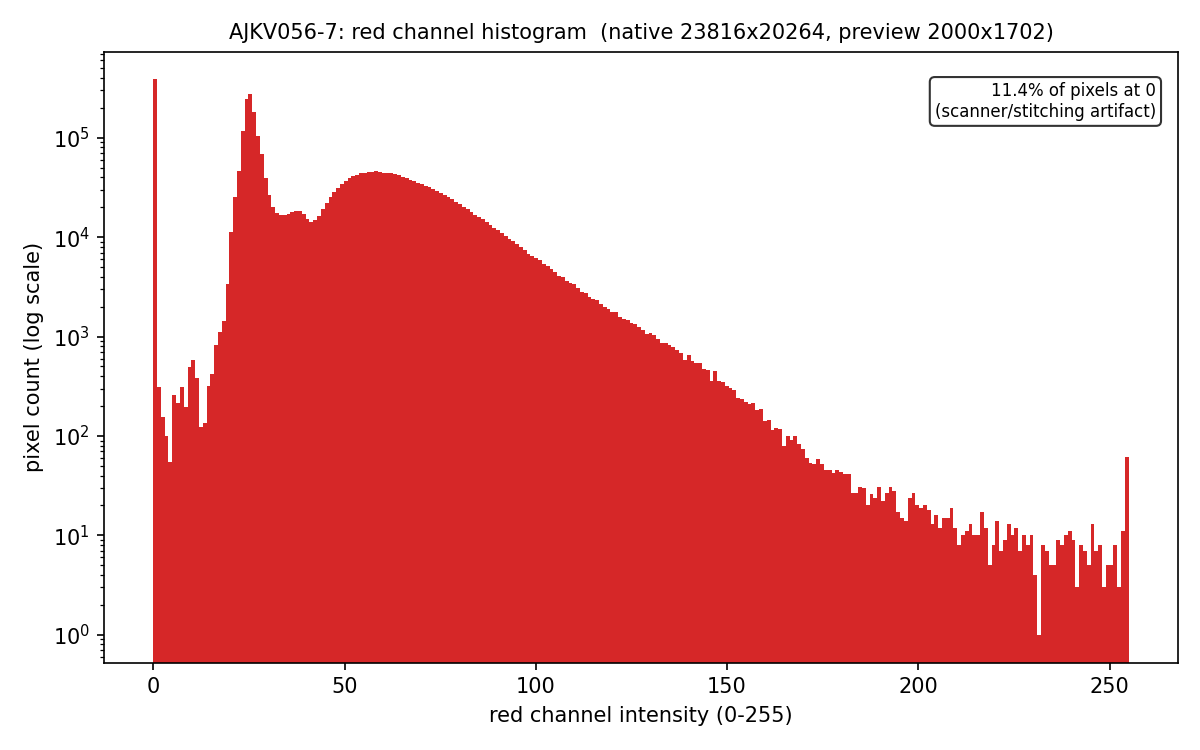 AJKV056-7: red channel histogram  (native 23816x20264, preview 2000x1702)
11.4% of pixels at 0
(scanner/stitching artifact)
pixel count (log scale)
10^5
10^4
10^3
10^2
10^1
10^0
0 50 100 150 200 250
red channel intensity (0-255)